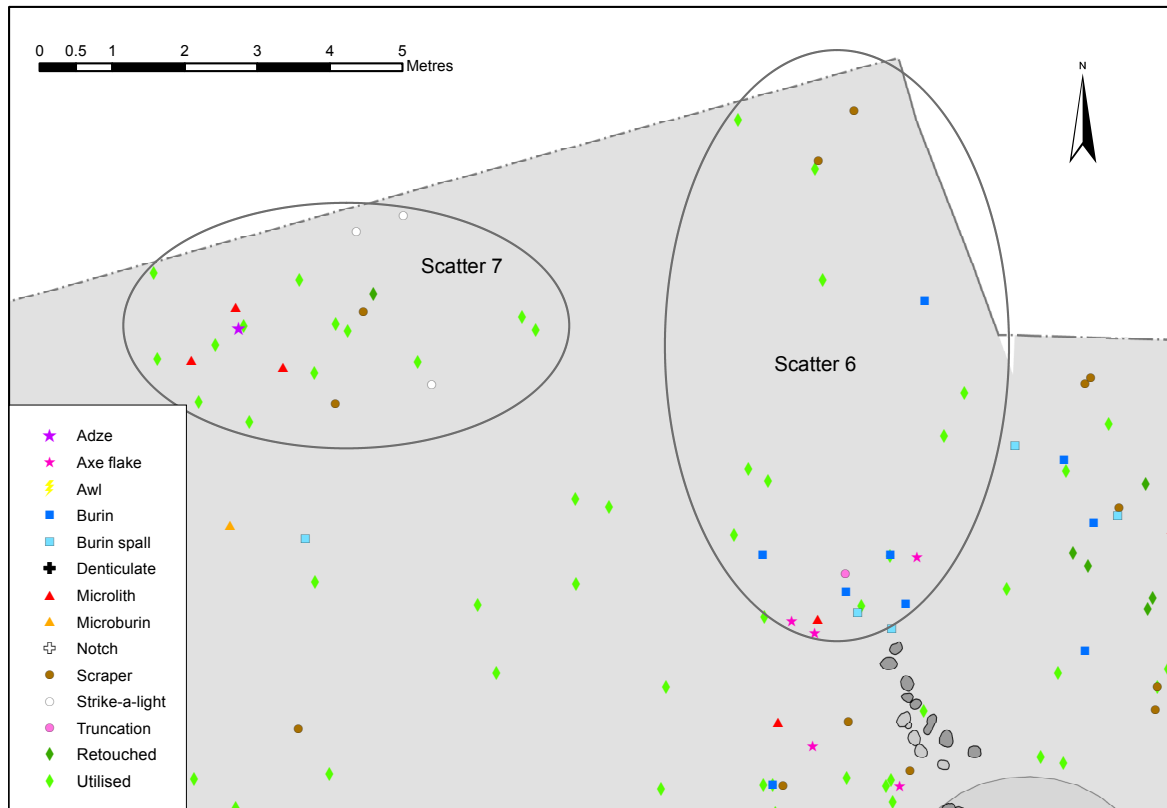 0 0.5 1 2 3 4 5
Metres
N
Scatter 7
Scatter 6
Adze
Axe flake
Awl
Burin
Burin spall
Denticulate
Microlith
Microburin
Notch
Scraper
Strike-a-light
Truncation
Retouched
Utilised